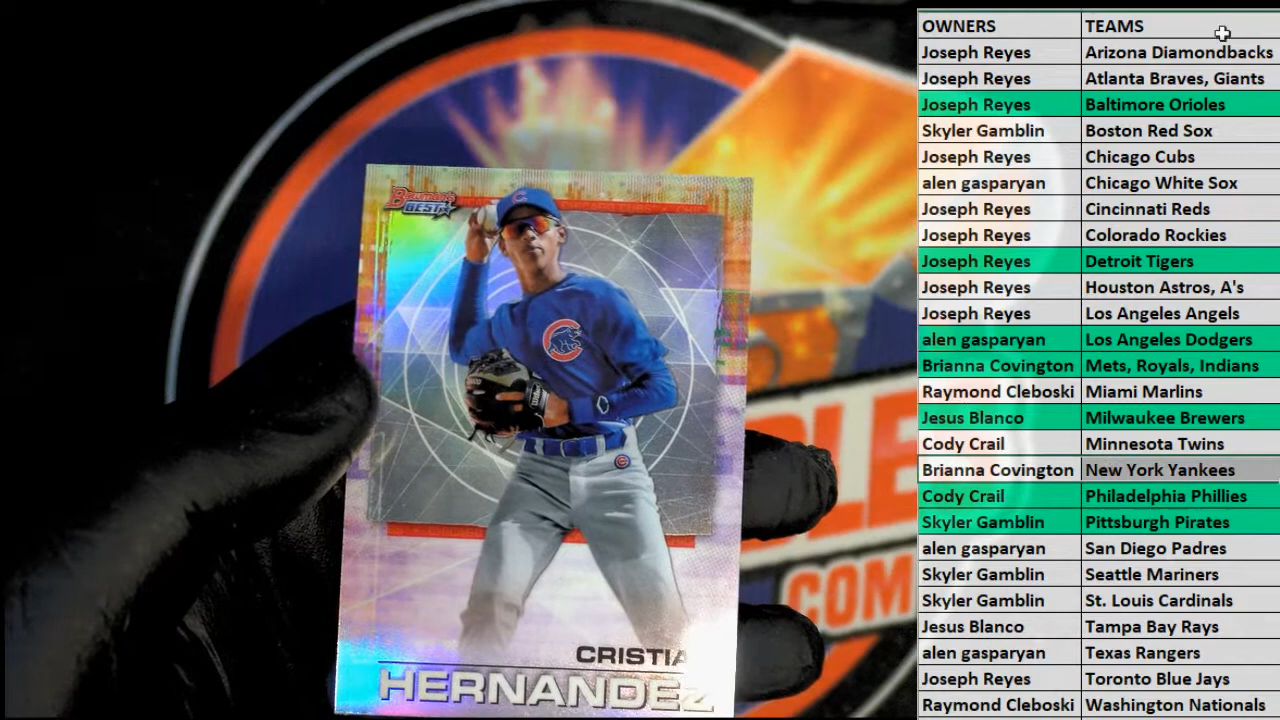 Bowman's
BEST
C
CRISTIA
HERNANDEZ
COM
OWNERS TEAMS
Joseph Reyes Arizona Diamondbacks
Joseph Reyes Atlanta Braves, Giants
Joseph Reyes Baltimore Orioles
Skyler Gamblin Boston Red Sox
Joseph Reyes Chicago Cubs
alen gasparyan Chicago White Sox
Joseph Reyes Cincinnati Reds
Joseph Reyes Colorado Rockies
Joseph Reyes Detroit Tigers
Joseph Reyes Houston Astros, A's
Joseph Reyes Los Angeles Angels
alen gasparyan Los Angeles Dodgers
Brianna Covington Mets, Royals, Indians
Raymond Cleboski Miami Marlins
Jesus Blanco Milwaukee Brewers
Cody Crail Minnesota Twins
Brianna Covington New York Yankees
Cody Crail Philadelphia Phillies
Skyler Gamblin Pittsburgh Pirates
alen gasparyan San Diego Padres
Skyler Gamblin Seattle Mariners
Skyler Gamblin St. Louis Cardinals
Jesus Blanco Tampa Bay Rays
alen gasparyan Texas Rangers
Joseph Reyes Toronto Blue Jays
Raymond Cleboski Washington Nationals